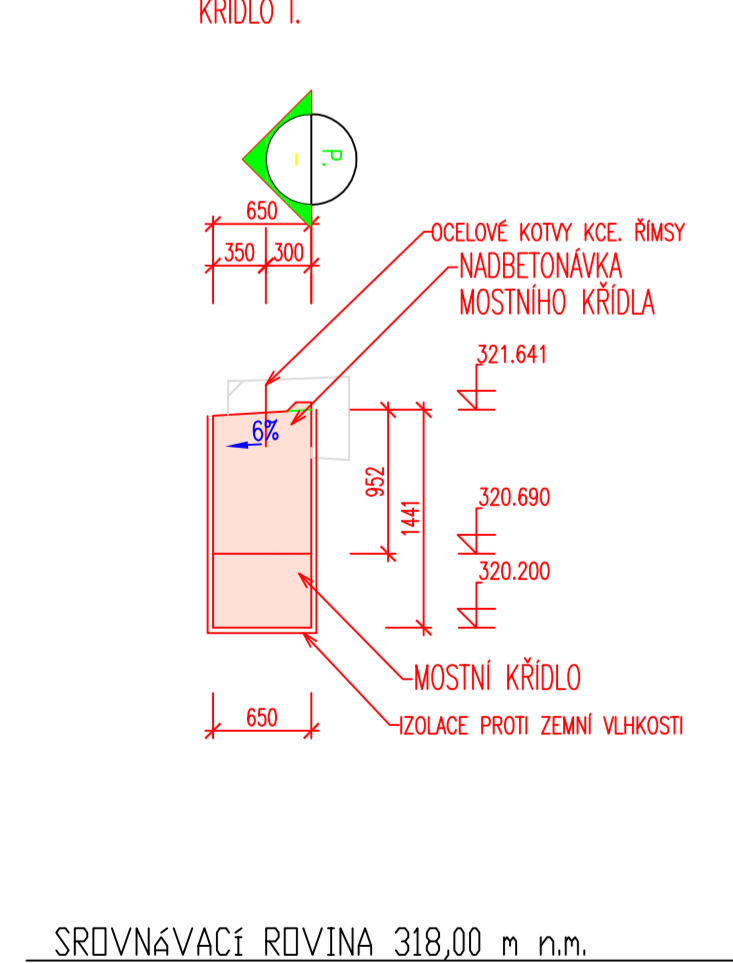 KŘÍDLO I.
P.
650
350 300
OCELOVÉ KOTVY KCE. ŘÍMSY
NADBETONÁVKA
MOSTNÍHO KŘÍDLA
321.641
6%
952
1441
320.690
320.200
MOSTNÍ KŘÍDLO
650
IZOLACE PROTI ZEMNÍ VLHKOSTI
SROVNÁVACÍ ROVINA 318,00 m n.m.